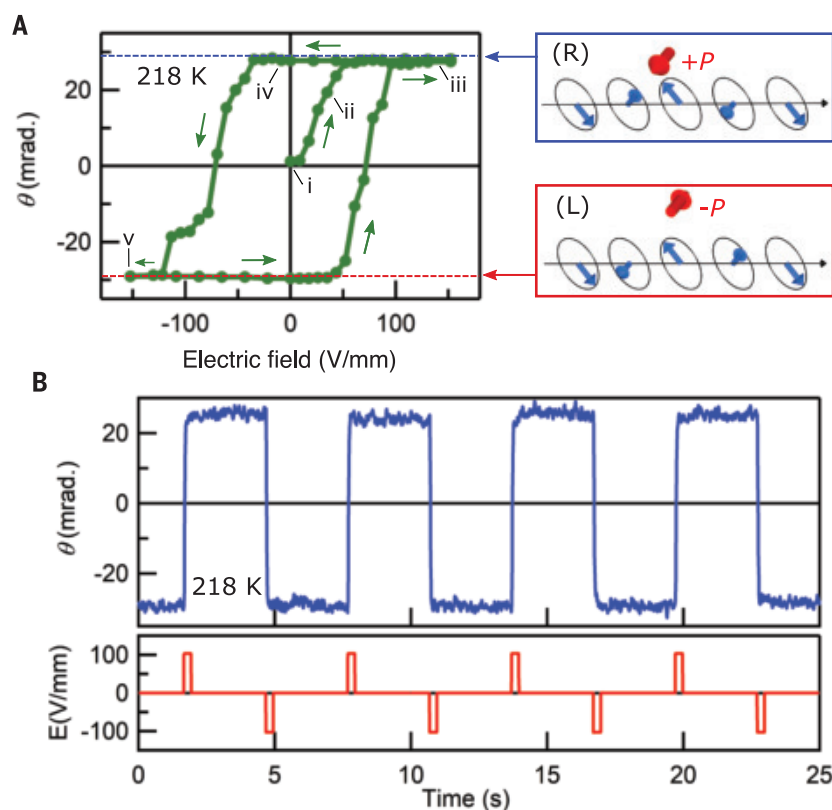 A
218 K
20
0
-20
θ (mrad.)
iv
iii
ii
i
v
-100 0 100
Electric field (V/mm)
(R)
+P
(L)
-P
B
20
0
-20
θ (mrad.)
218 K
100
0
-100
E(V/mm)
0 5 10 15 20 25
Time (s)